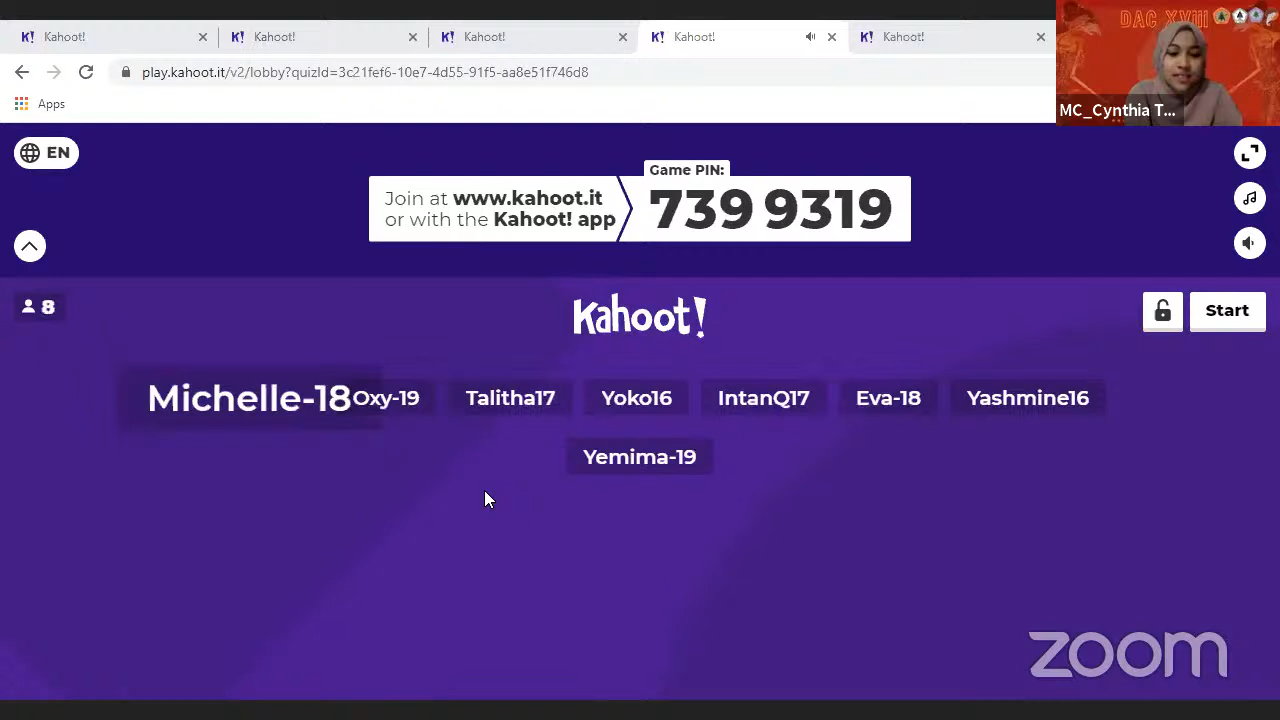 Kahoot!
Kahoot!
Kahoot!
Kahoot!
Kahoot!
play.kahoot.it/v2/lobby?quizId=3c21fef6-10e7-4d55-91f5-aa8e51f746d8
Apps
DAC XVIII
MC_Cynthia T...
EN
Join at www.kahoot.it
or with the Kahoot! app
Game PIN:
739 9319
8
Kahoot!
Start
Michelle-18 Oxy-19 Talitha17 Yoko16 IntanQ17 Eva-18 Yashmine16
Yemima-19
zoom